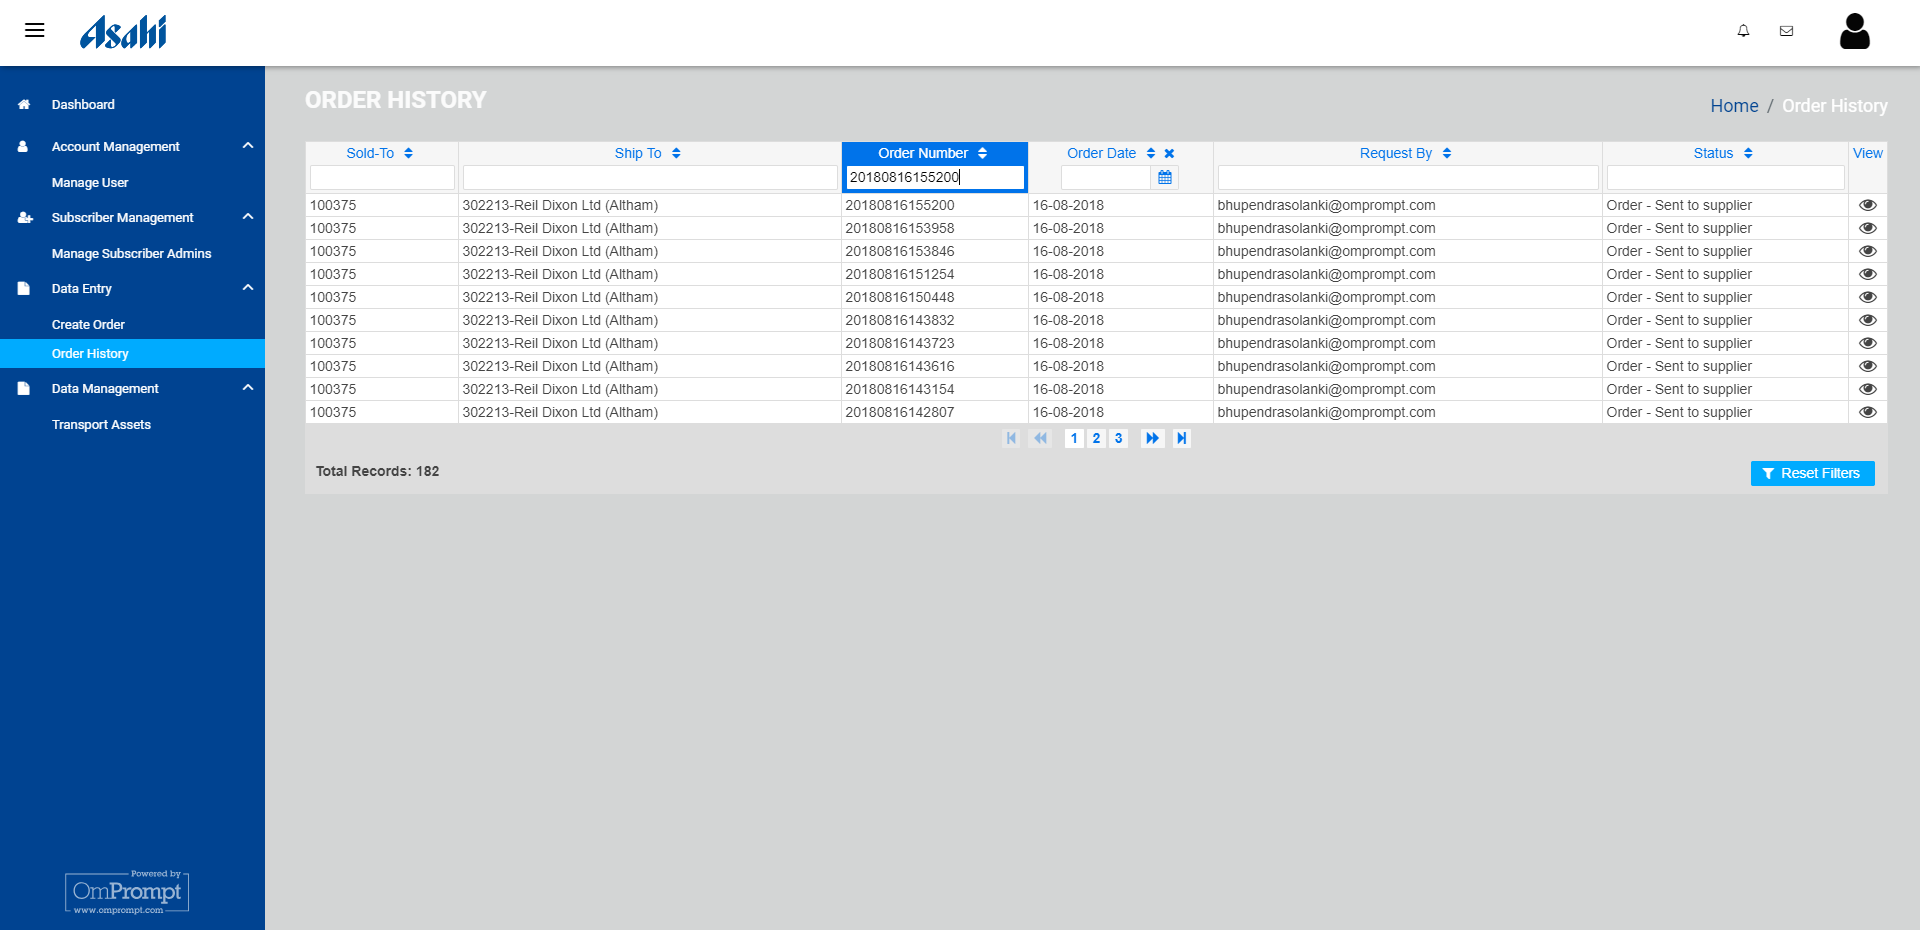 Asahi
Dashboard
Account Management
Manage User
Subscriber Management
Manage Subscriber Admins
Data Entry
Create Order
Order History
Data Management
Transport Assets
Powered by
OmPrompt
www.omprompt.com
ORDER HISTORY
Home / Order History
Sold-To Ship To Order Number Order Date Request By Status View
20180816155200
100375 302213-Reil Dixon Ltd (Altham) 20180816155200 16-08-2018 bhupendrasolanki@omprompt.com Order - Sent to supplier
100375 302213-Reil Dixon Ltd (Altham) 20180816153958 16-08-2018 bhupendrasolanki@omprompt.com Order - Sent to supplier
100375 302213-Reil Dixon Ltd (Altham) 20180816153846 16-08-2018 bhupendrasolanki@omprompt.com Order - Sent to supplier
100375 302213-Reil Dixon Ltd (Altham) 20180816151254 16-08-2018 bhupendrasolanki@omprompt.com Order - Sent to supplier
100375 302213-Reil Dixon Ltd (Altham) 20180816150448 16-08-2018 bhupendrasolanki@omprompt.com Order - Sent to supplier
100375 302213-Reil Dixon Ltd (Altham) 20180816143832 16-08-2018 bhupendrasolanki@omprompt.com Order - Sent to supplier
100375 302213-Reil Dixon Ltd (Altham) 20180816143723 16-08-2018 bhupendrasolanki@omprompt.com Order - Sent to supplier
100375 302213-Reil Dixon Ltd (Altham) 20180816143616 16-08-2018 bhupendrasolanki@omprompt.com Order - Sent to supplier
100375 302213-Reil Dixon Ltd (Altham) 20180816143154 16-08-2018 bhupendrasolanki@omprompt.com Order - Sent to supplier
100375 302213-Reil Dixon Ltd (Altham) 20180816142807 16-08-2018 bhupendrasolanki@omprompt.com Order - Sent to supplier
1 2 3
Total Records: 182
Reset Filters